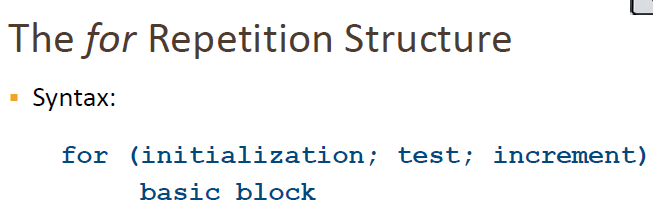 The for Repetition Structure
▪ Syntax:
for (initialization; test; increment)
basic block